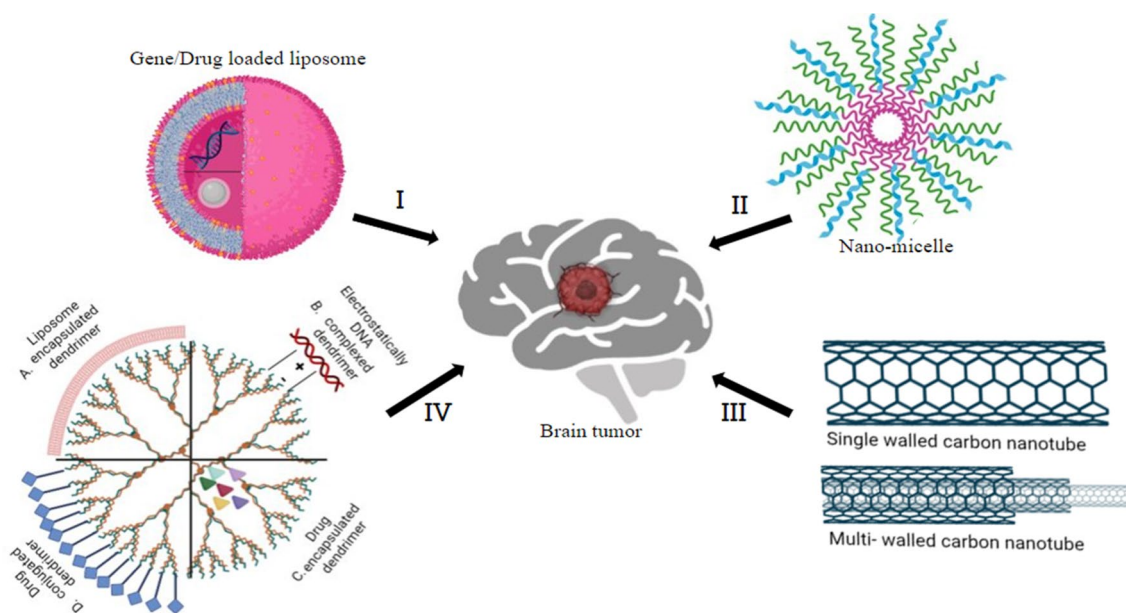 Gene/Drug loaded liposome
I
II
Nano-micelle
A. Liposome
encapsulated
dendrimer
Electrostatically
DNA
B. complexed
dendrimer
+
-
IV
III
Brain tumor
Single walled carbon nanotube
Multi- walled carbon nanotube
Drug
D. conjugated
dendrimer
Drug
C.encapsulated
dendrimer